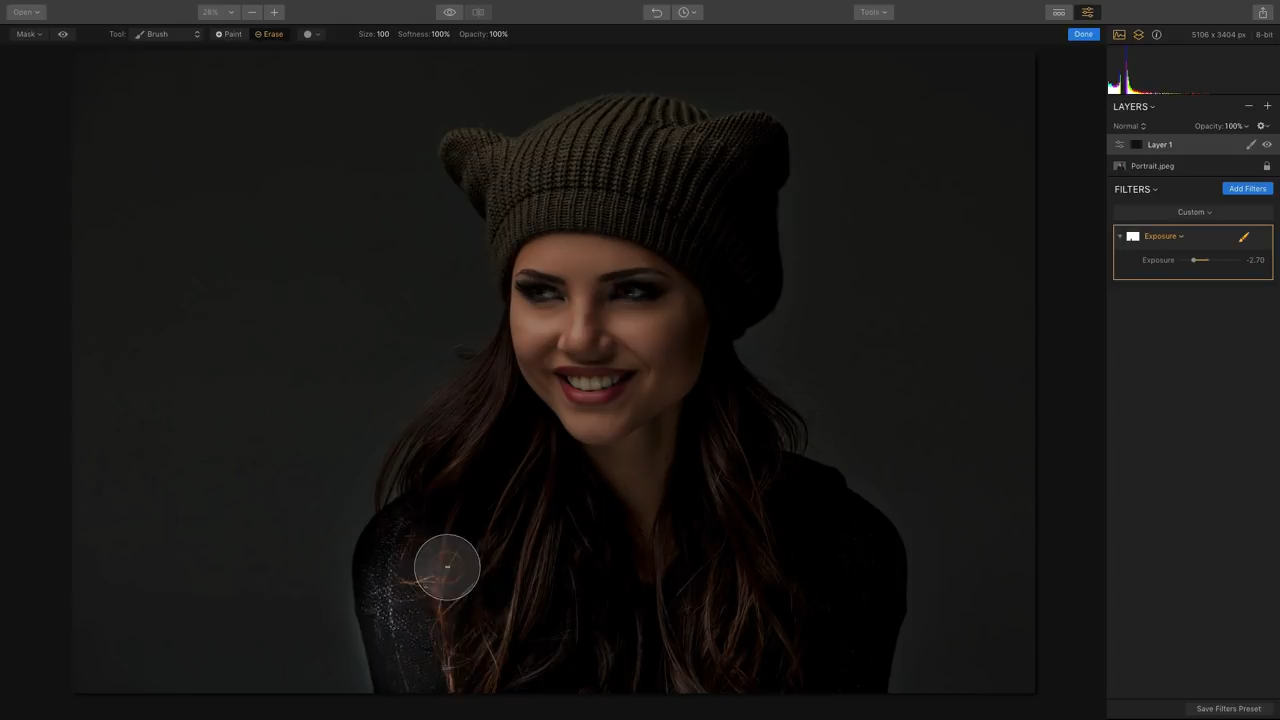 Open
28%
Tools
Mask
Tool: Brush
Paint
Erase
Size: 100
Softness: 100%
Opacity: 100%
Done
5106 x 3404 px
8-bit
LAYERS
Normal
Opacity: 100%
Layer 1
Portrait.jpeg
FILTERS
Add Filters
Custom
Exposure
Exposure -2.70
Save Filters Preset